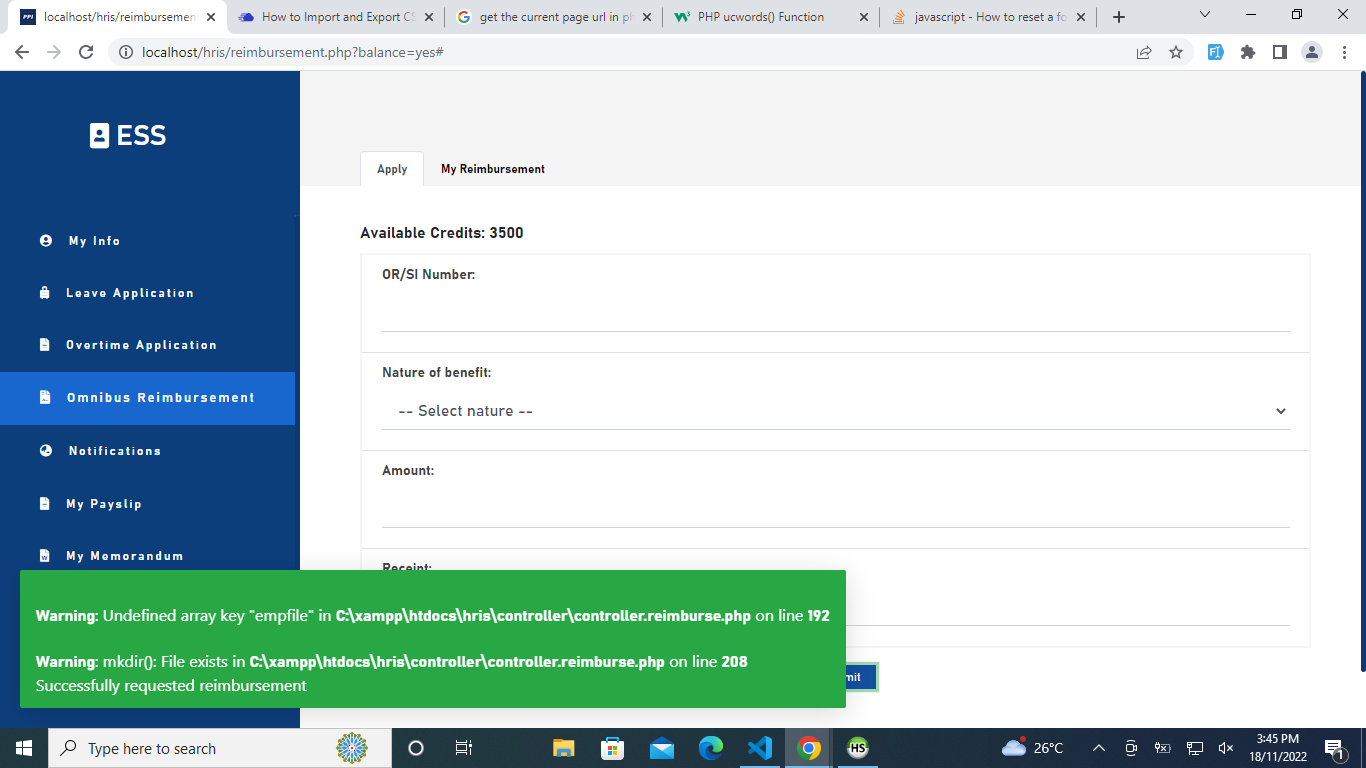 localhost/hris/reimbursemen
How to Import and Export CS
get the current page url in ph
PHP ucwords() Function
javascript - How to reset a fo
localhost/hris/reimbursement.php?balance=yes#
ESS
Apply
My Reimbursement
My Info
Leave Application
Overtime Application
Omnibus Reimbursement
Notifications
My Payslip
My Memorandum
Available Credits: 3500
OR/SI Number:
Nature of benefit:
-- Select nature --
Amount:
Receipt:
Warning: Undefined array key "empfile" in C:\xampp\htdocs\hris\controller\controller.reimburse.php on line 192
Warning: mkdir(): File exists in C:\xampp\htdocs\hris\controller\controller.reimburse.php on line 208
Successfully requested reimbursement
mit
Type here to search
HS
26°C
3:45 PM
18/11/2022
1